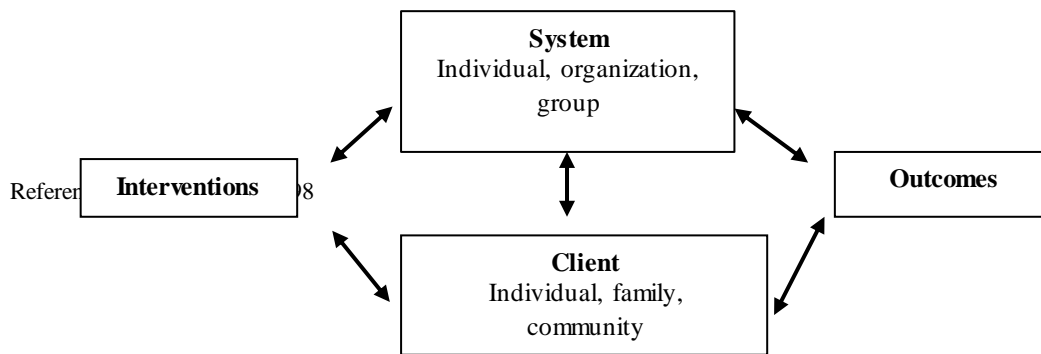 System
Individual, organization,
group
Interventions
Outcomes
Client
Individual, family,
community